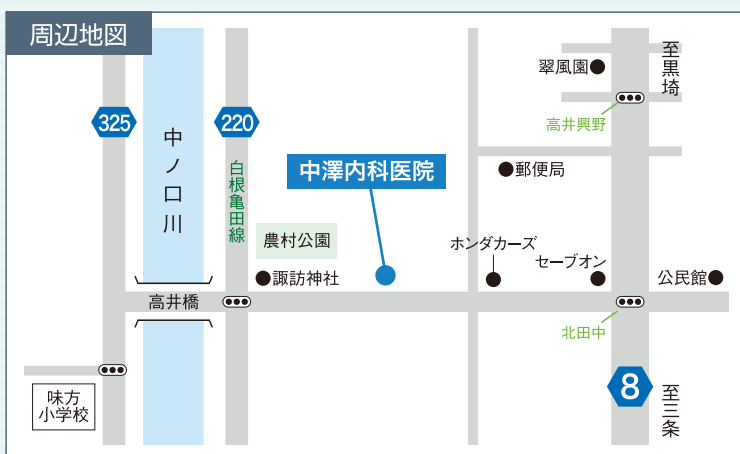 周辺地図
至黒埼
翠風園
高井興野
325
220
中ノ口川
白根亀田線
中澤内科医院
郵便局
農村公園
ホンダカーズ
セーブオン
諏訪神社
公民館
高井橋
北田中
味方
小学校
8
至三条